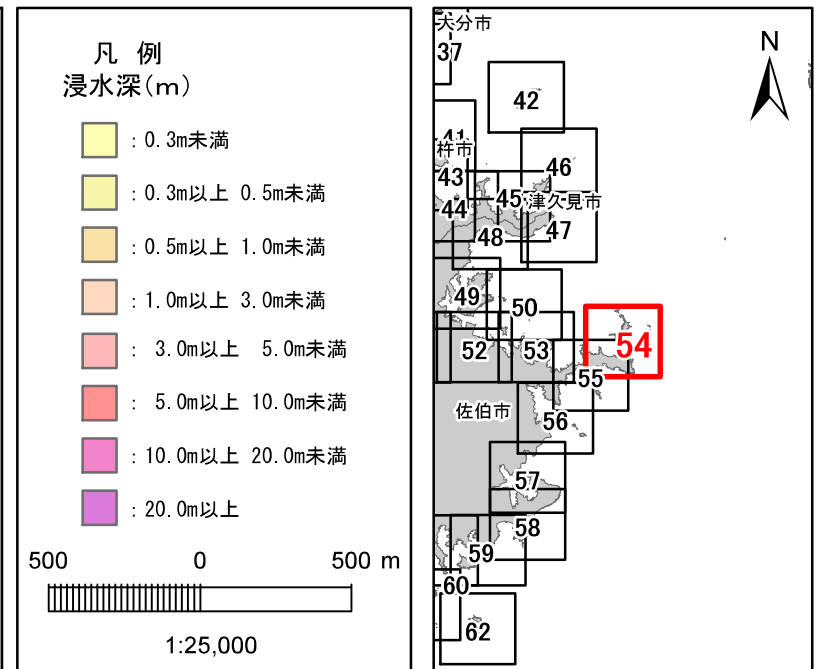 凡 例
浸水深(m)
: 0.3m未満
: 0.3m以上 0.5m未満
: 0.5m以上 1.0m未満
: 1.0m以上 3.0m未満
: 3.0m以上 5.0m未満
: 5.0m以上 10.0m未満
: 10.0m以上 20.0m未満
: 20.0m以上
500 0 500 m
1:25,000
大分市
37
N
42
41
杵市
46
43
45
津久見市
44
47
48
49
50
54
52
53
55
佐伯市
56
57
58
59
60
62